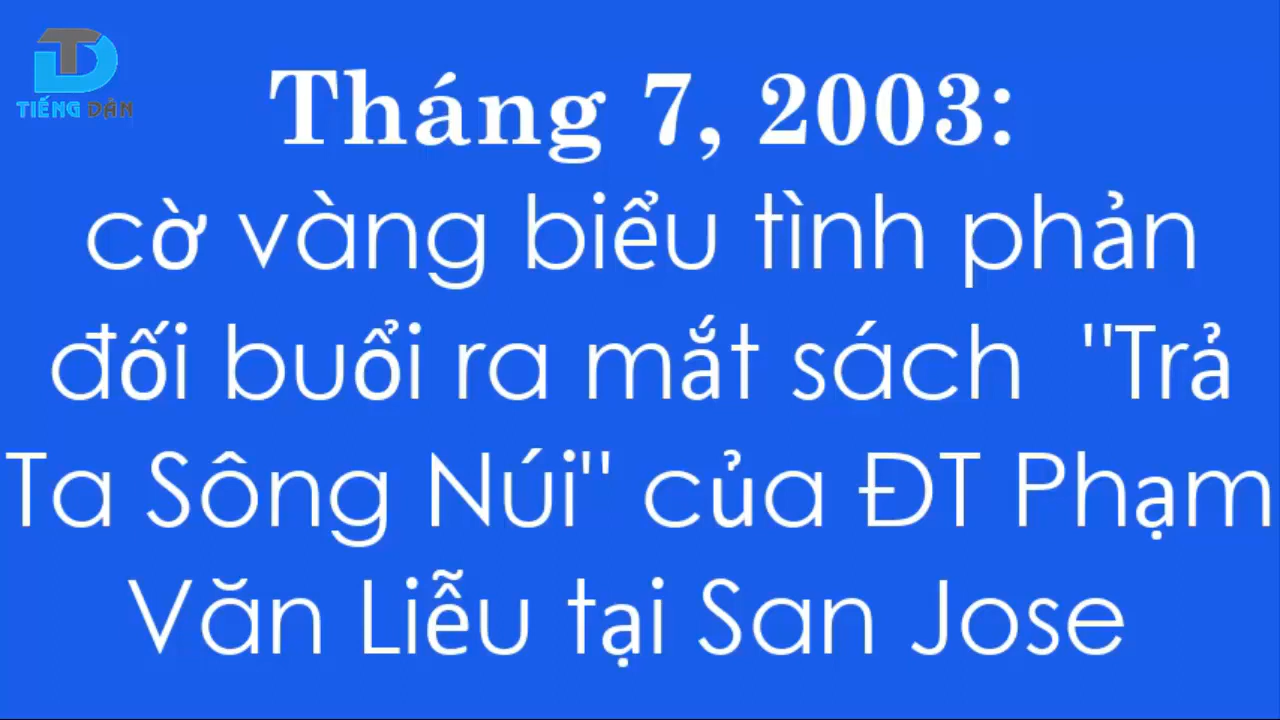 TIẾNG DÂN
Tháng 7, 2003:
cờ vàng biểu tình phản
đối buổi ra mắt sách "Trả
Ta Sông Núi" của ĐT Phạm
Văn Liễu tại San Jose